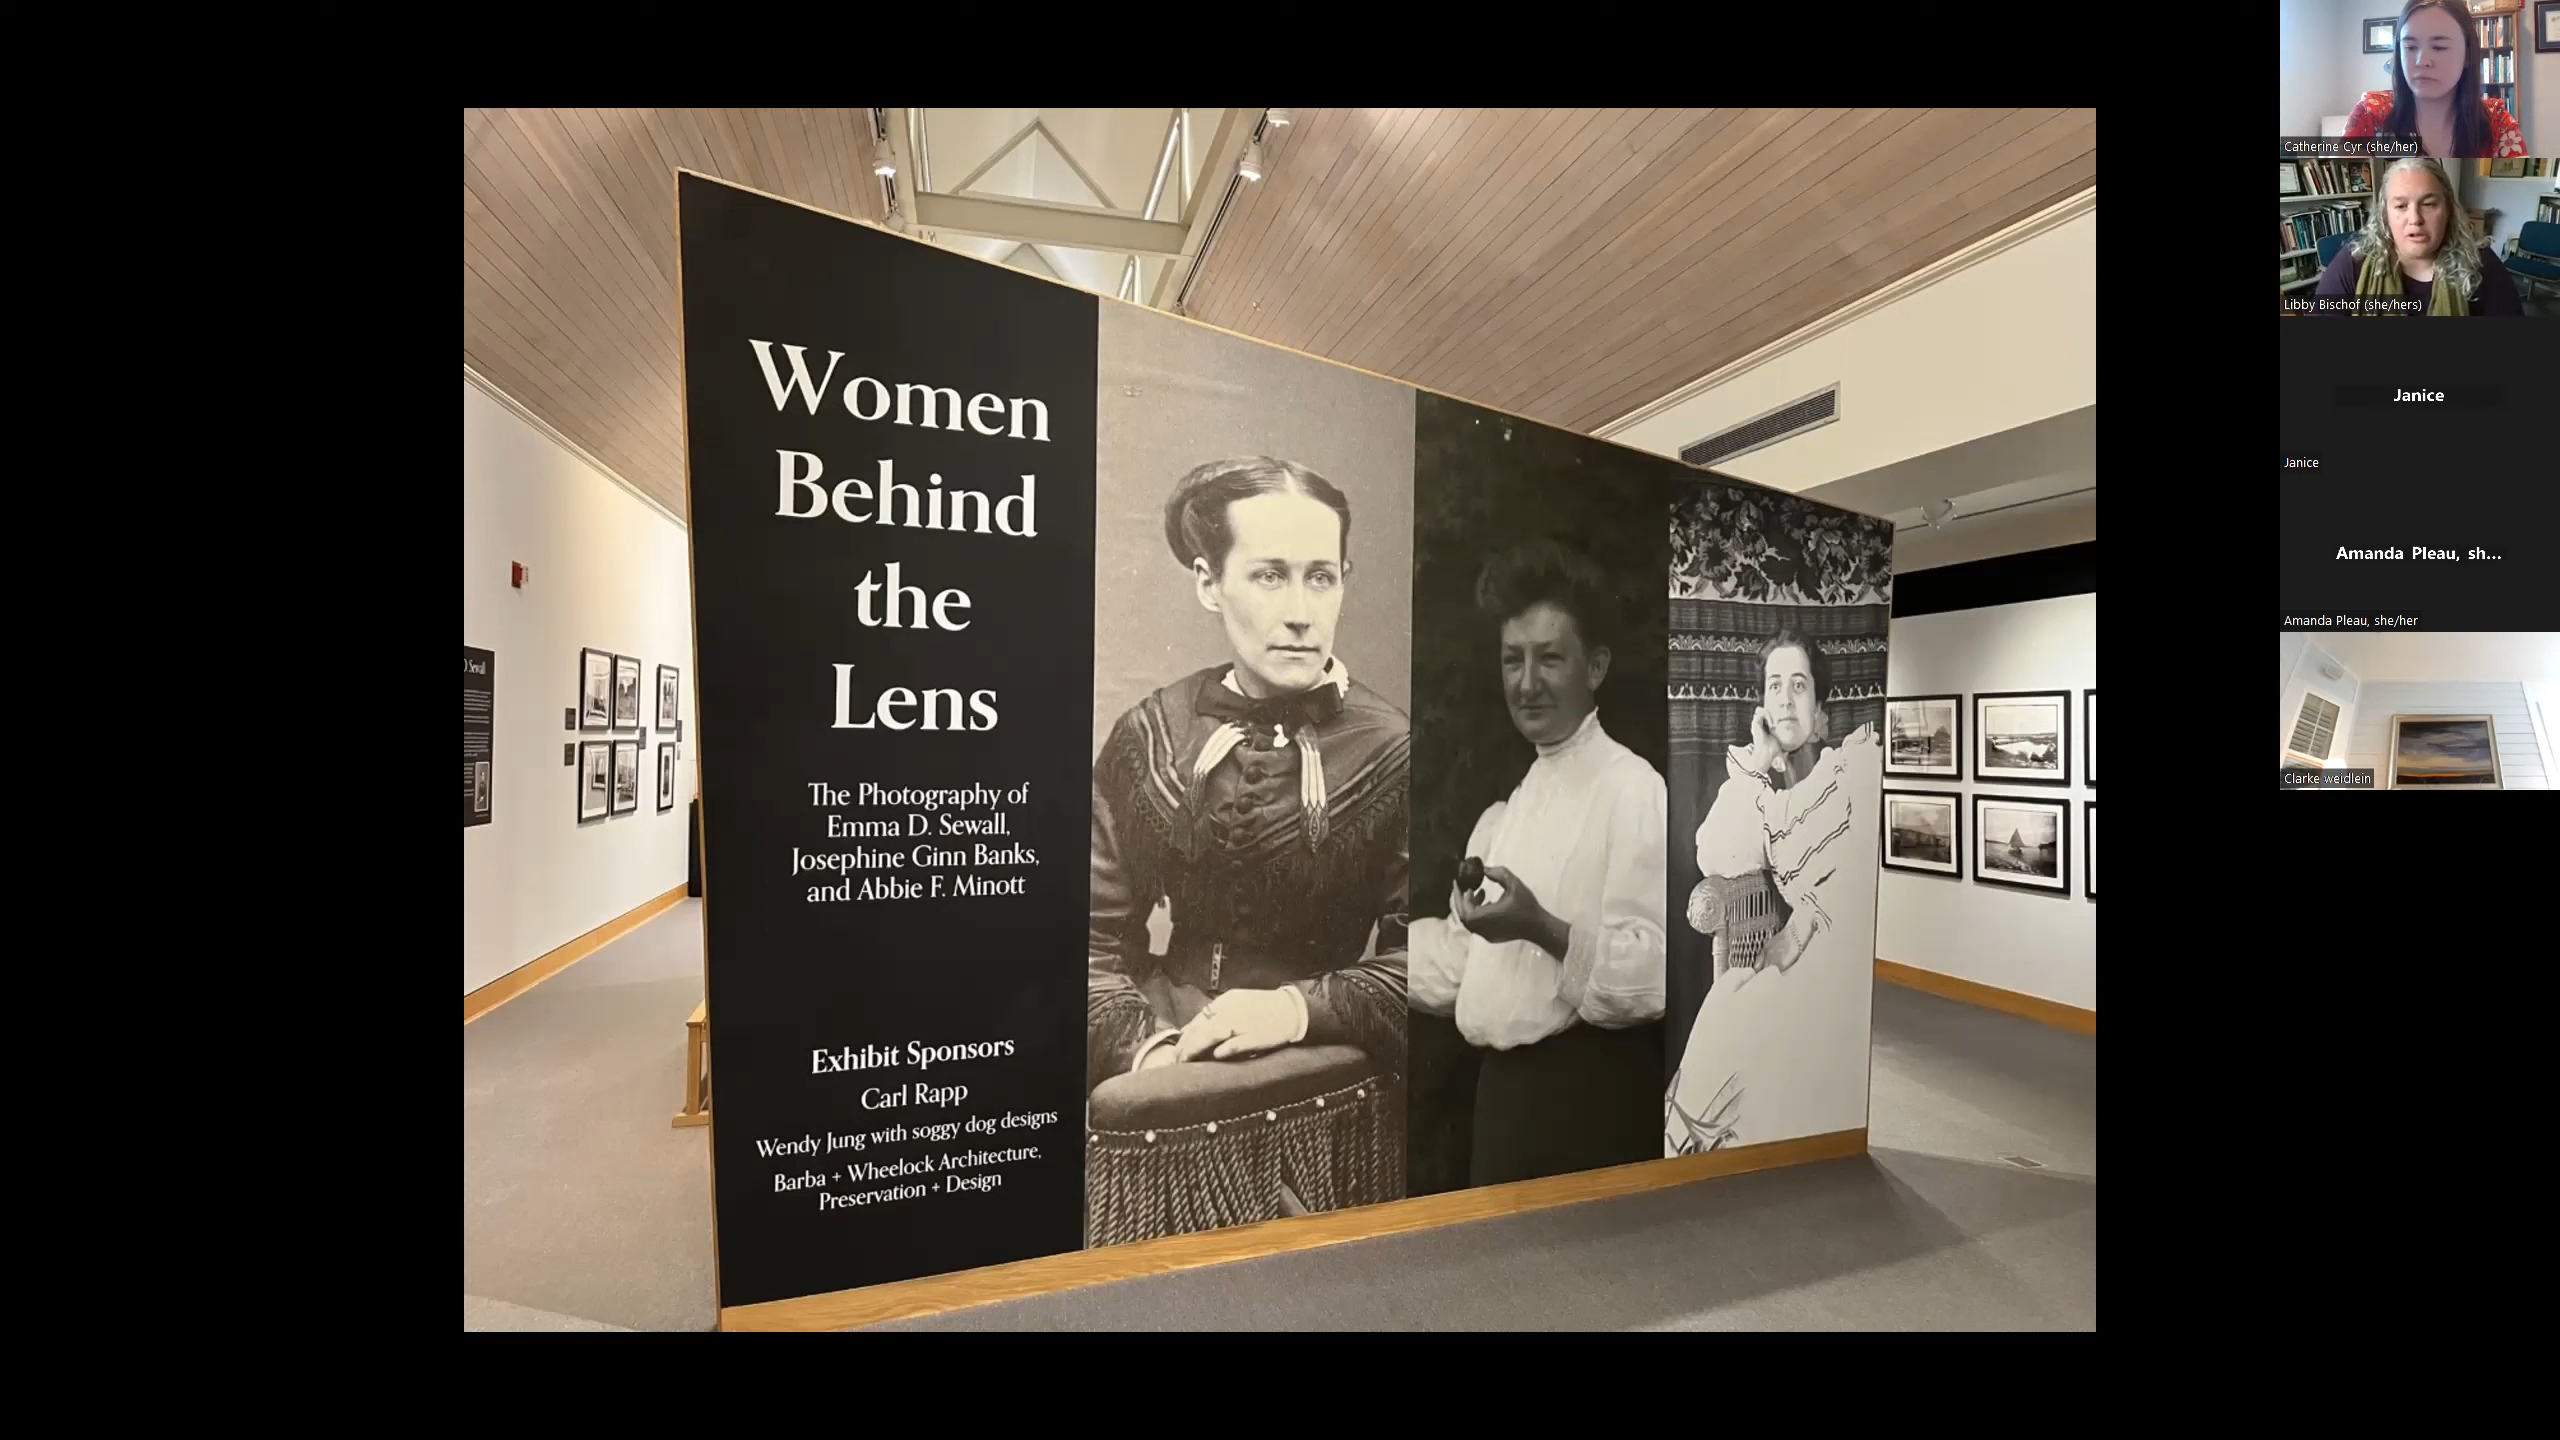 Women
Behind
the
Lens
The Photography of
Emma D. Sewall,
Josephine Ginn Banks,
and Abbie F. Minott
Exhibit Sponsors
Carl Rapp
Wendy Jung with soggy dog designs
Barba + Wheelock Architecture,
Preservation + Design
D. Sewall
Catherine Cyr (she/her)
Libby Bischof (she/hers)
Janice
Janice
Amanda Pleau, sh...
Amanda Pleau, she/her
Clarke weidlein